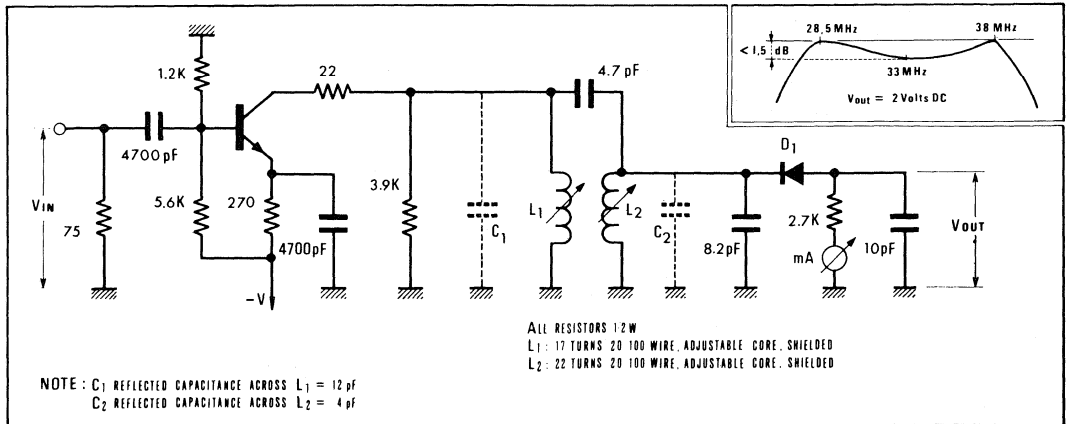 28,5 MHz
38 MHz
< 1,5 dB
33 MHz
Vout = 2 Volts DC
1.2K
22
4.7 pF
4700 pF
D1
VIN
75
5.6K
270
4700pF
3.9K
C1
L1
L2
C2
8.2pF
2.7K
mA
10pF
VOUT
–V
ALL RESISTORS 1 2 W
L1 : 17 TURNS 20 100 WIRE, ADJUSTABLE CORE, SHIELDED
L2 : 22 TURNS 20 100 WIRE, ADJUSTABLE CORE, SHIELDED
NOTE : C1 REFLECTED CAPACITANCE ACROSS L1 = 12 pF
C2 REFLECTED CAPACITANCE ACROSS L2 = 4 pF